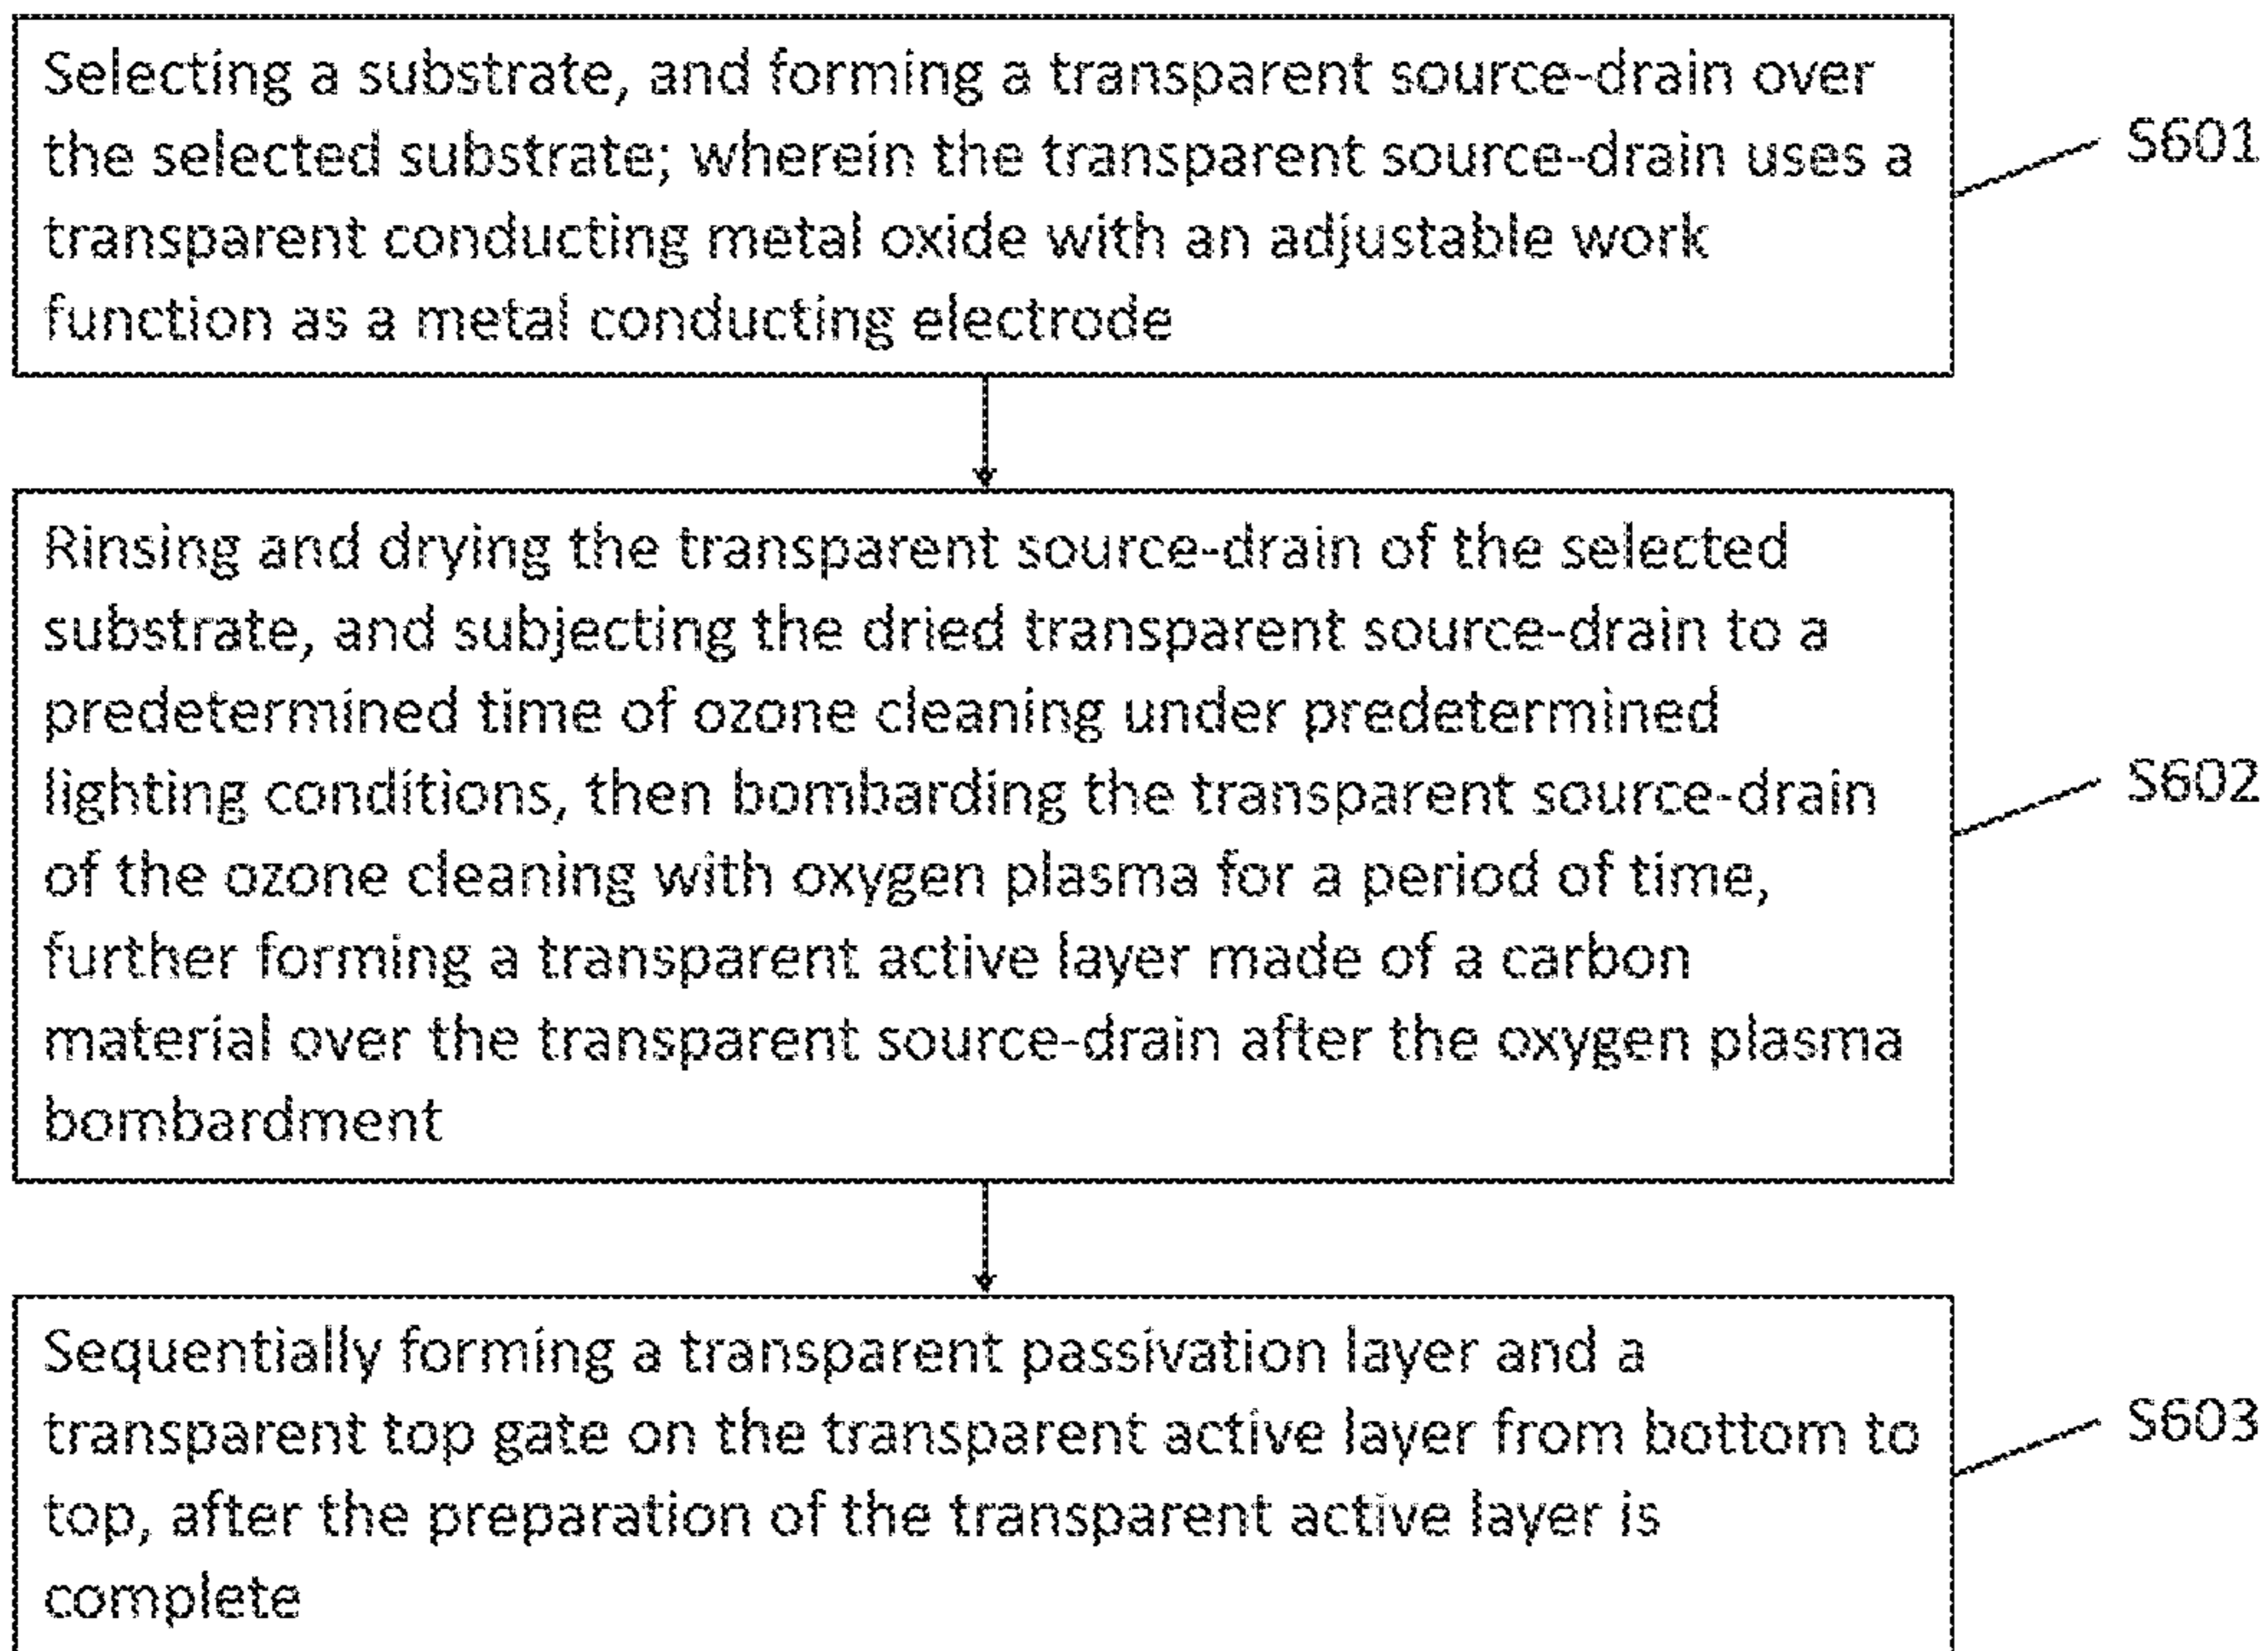 Selecting a substrate, and forming a transparent source-drain over
the selected substrate; wherein the transparent source-drain uses a
transparent conducting metal oxide with an adjustable work
function as a metal conducting electrode
S601
Rinsing and drying the transparent source-drain of the selected
substrate, and subjecting the dried transparent source-drain to a
predetermined time of ozone cleaning under predetermined
lighting conditions, then bombarding the transparent source-drain
of the ozone cleaning with oxygen plasma for a period of time,
further forming a transparent active layer made of a carbon
material over the transparent source-drain after the oxygen plasma
bombardment
S602
Sequentially forming a transparent passivation layer and a
transparent top gate on the transparent active layer from bottom to
top, after the preparation of the transparent active layer is
complete
S603